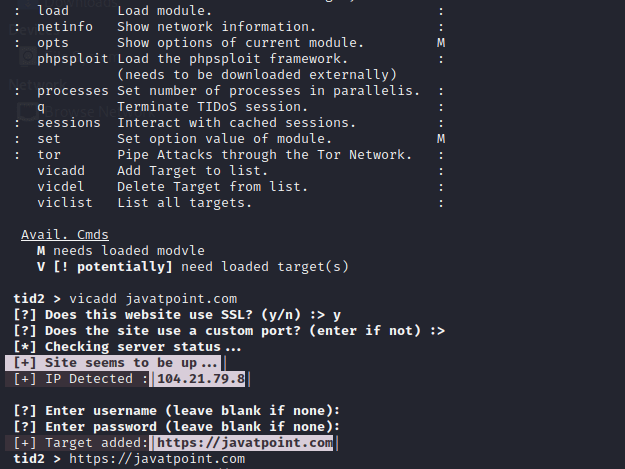 :  load      Load module.                           :
:  netinfo   Show network information.              :
:  opts      Show options of current module.        M
   phpsploit Load the phpsploit framework.          :
             (needs to be downloaded externally)
:  processes Set number of processes in parallelis. :
   q         Terminate TIDoS session.               :
:  sessions  Interact with cached sessions.         :
:  set       Set option value of module.            M
:  tor       Pipe Attacks through the Tor Network.  :
   vicadd    Add Target to list.                    :
   vicdel    Delete Target from list.               :
   viclist   List all targets.                      :
Avail. Cmds
M needs loaded modvle
V [! potentially] need loaded target(s)
tid2 > vicadd javatpoint.com
[?] Does this website use SSL? (y/n) :> y
[?] Does the site use a custom port? (enter if not) :>
[*] Checking server status...
[+] Site seems to be up...
[+] IP Detected : 104.21.79.8
[?] Enter username (leave blank if none):
[?] Enter password (leave blank if none):
[+] Target added: https://javatpoint.com
tid2 > https://javatpoint.com